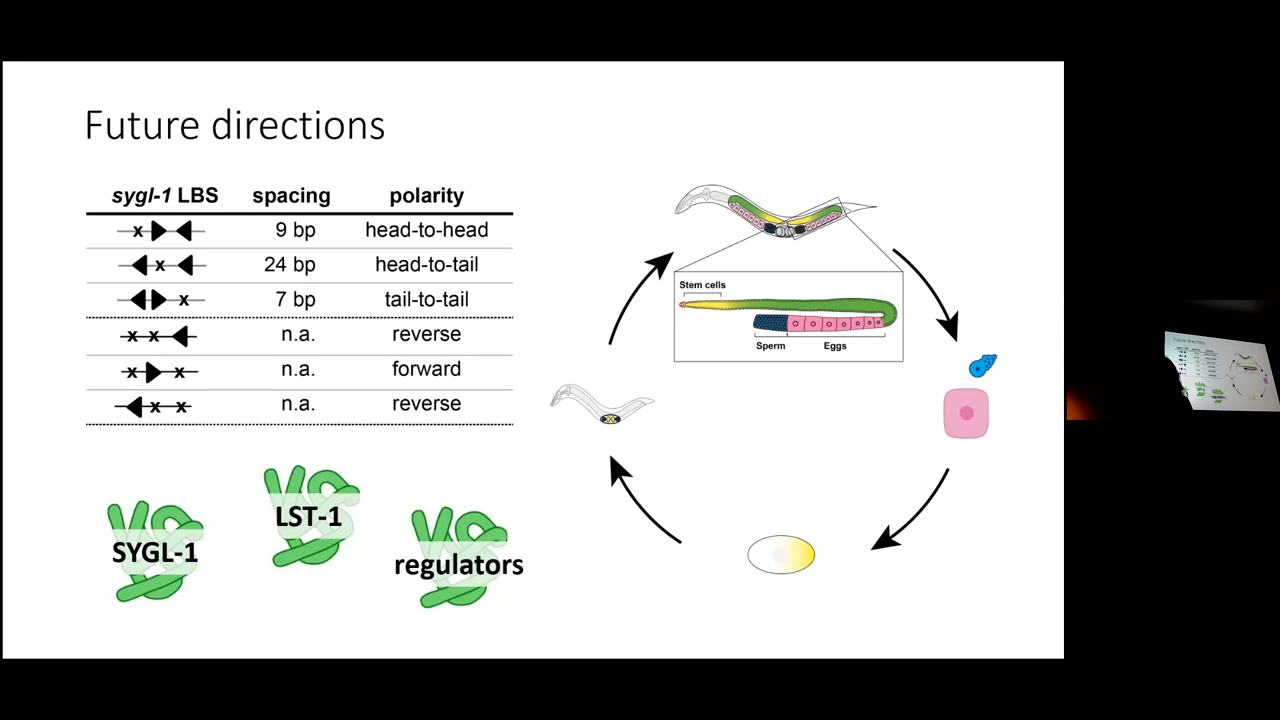 Future directions
sygl-1 LBS spacing polarity
x 9 bp head-to-head
x 24 bp head-to-tail
x 7 bp tail-to-tail
x x n.a. reverse
x x n.a. forward
x x n.a. reverse
SYGL-1
LST-1
regulators
Stem cells
Sperm
Eggs